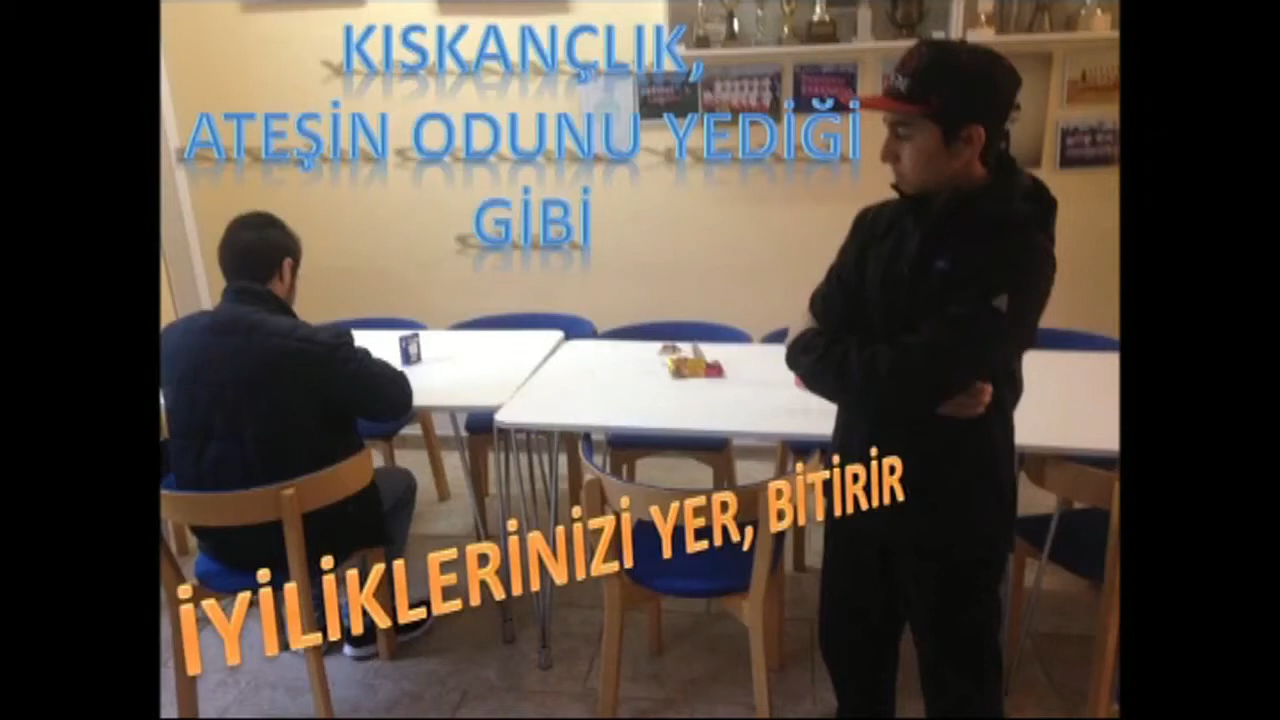 KISKANÇLIK,
ATEŞİN ODUNU YEDİĞİ
GİBİ
İYİLİKLERİNİZİ YER, BİTİRİR